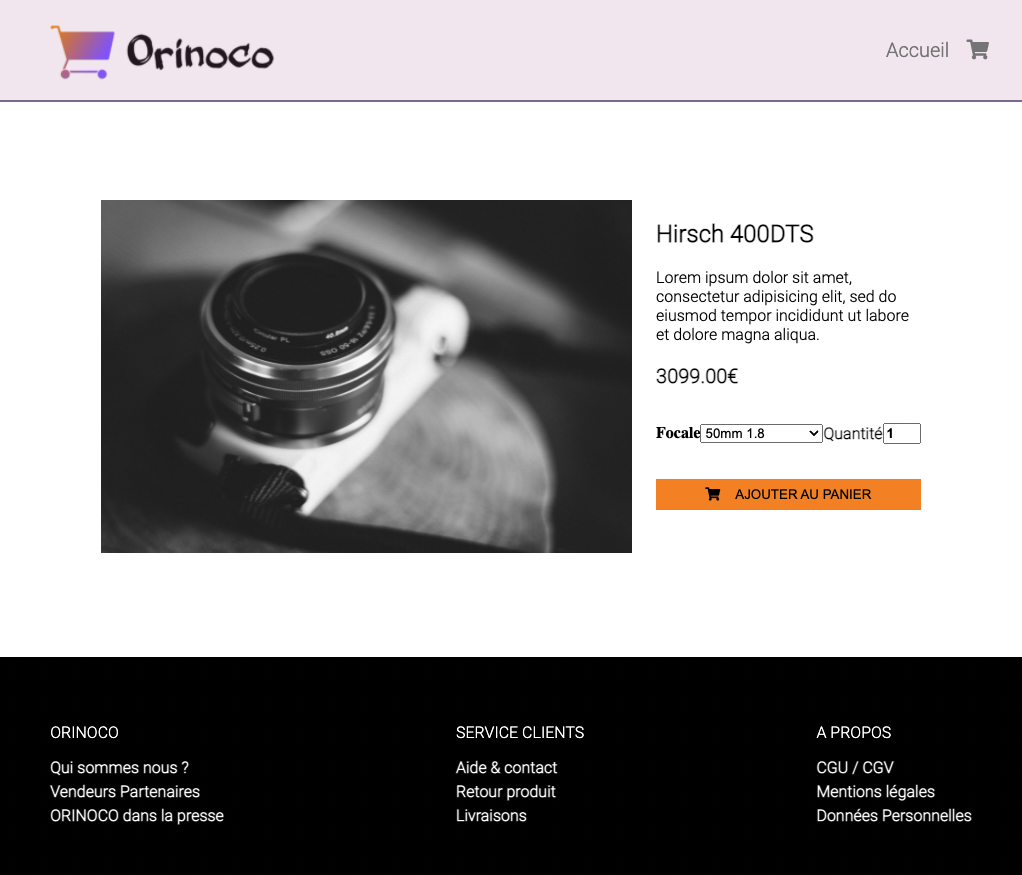 Orinoco
Accueil
Hirsch 400DTS
Lorem ipsum dolor sit amet,
consectetur adipisicing elit, sed do
eiusmod tempor incididunt ut labore
et dolore magna aliqua.
3099.00€
Focale 50mm 1.8 Quantité 1
AJOUTER AU PANIER
ORINOCO
Qui sommes nous ?
Vendeurs Partenaires
ORINOCO dans la presse
SERVICE CLIENTS
Aide & contact
Retour produit
Livraisons
A PROPOS
CGU / CGV
Mentions légales
Données Personnelles